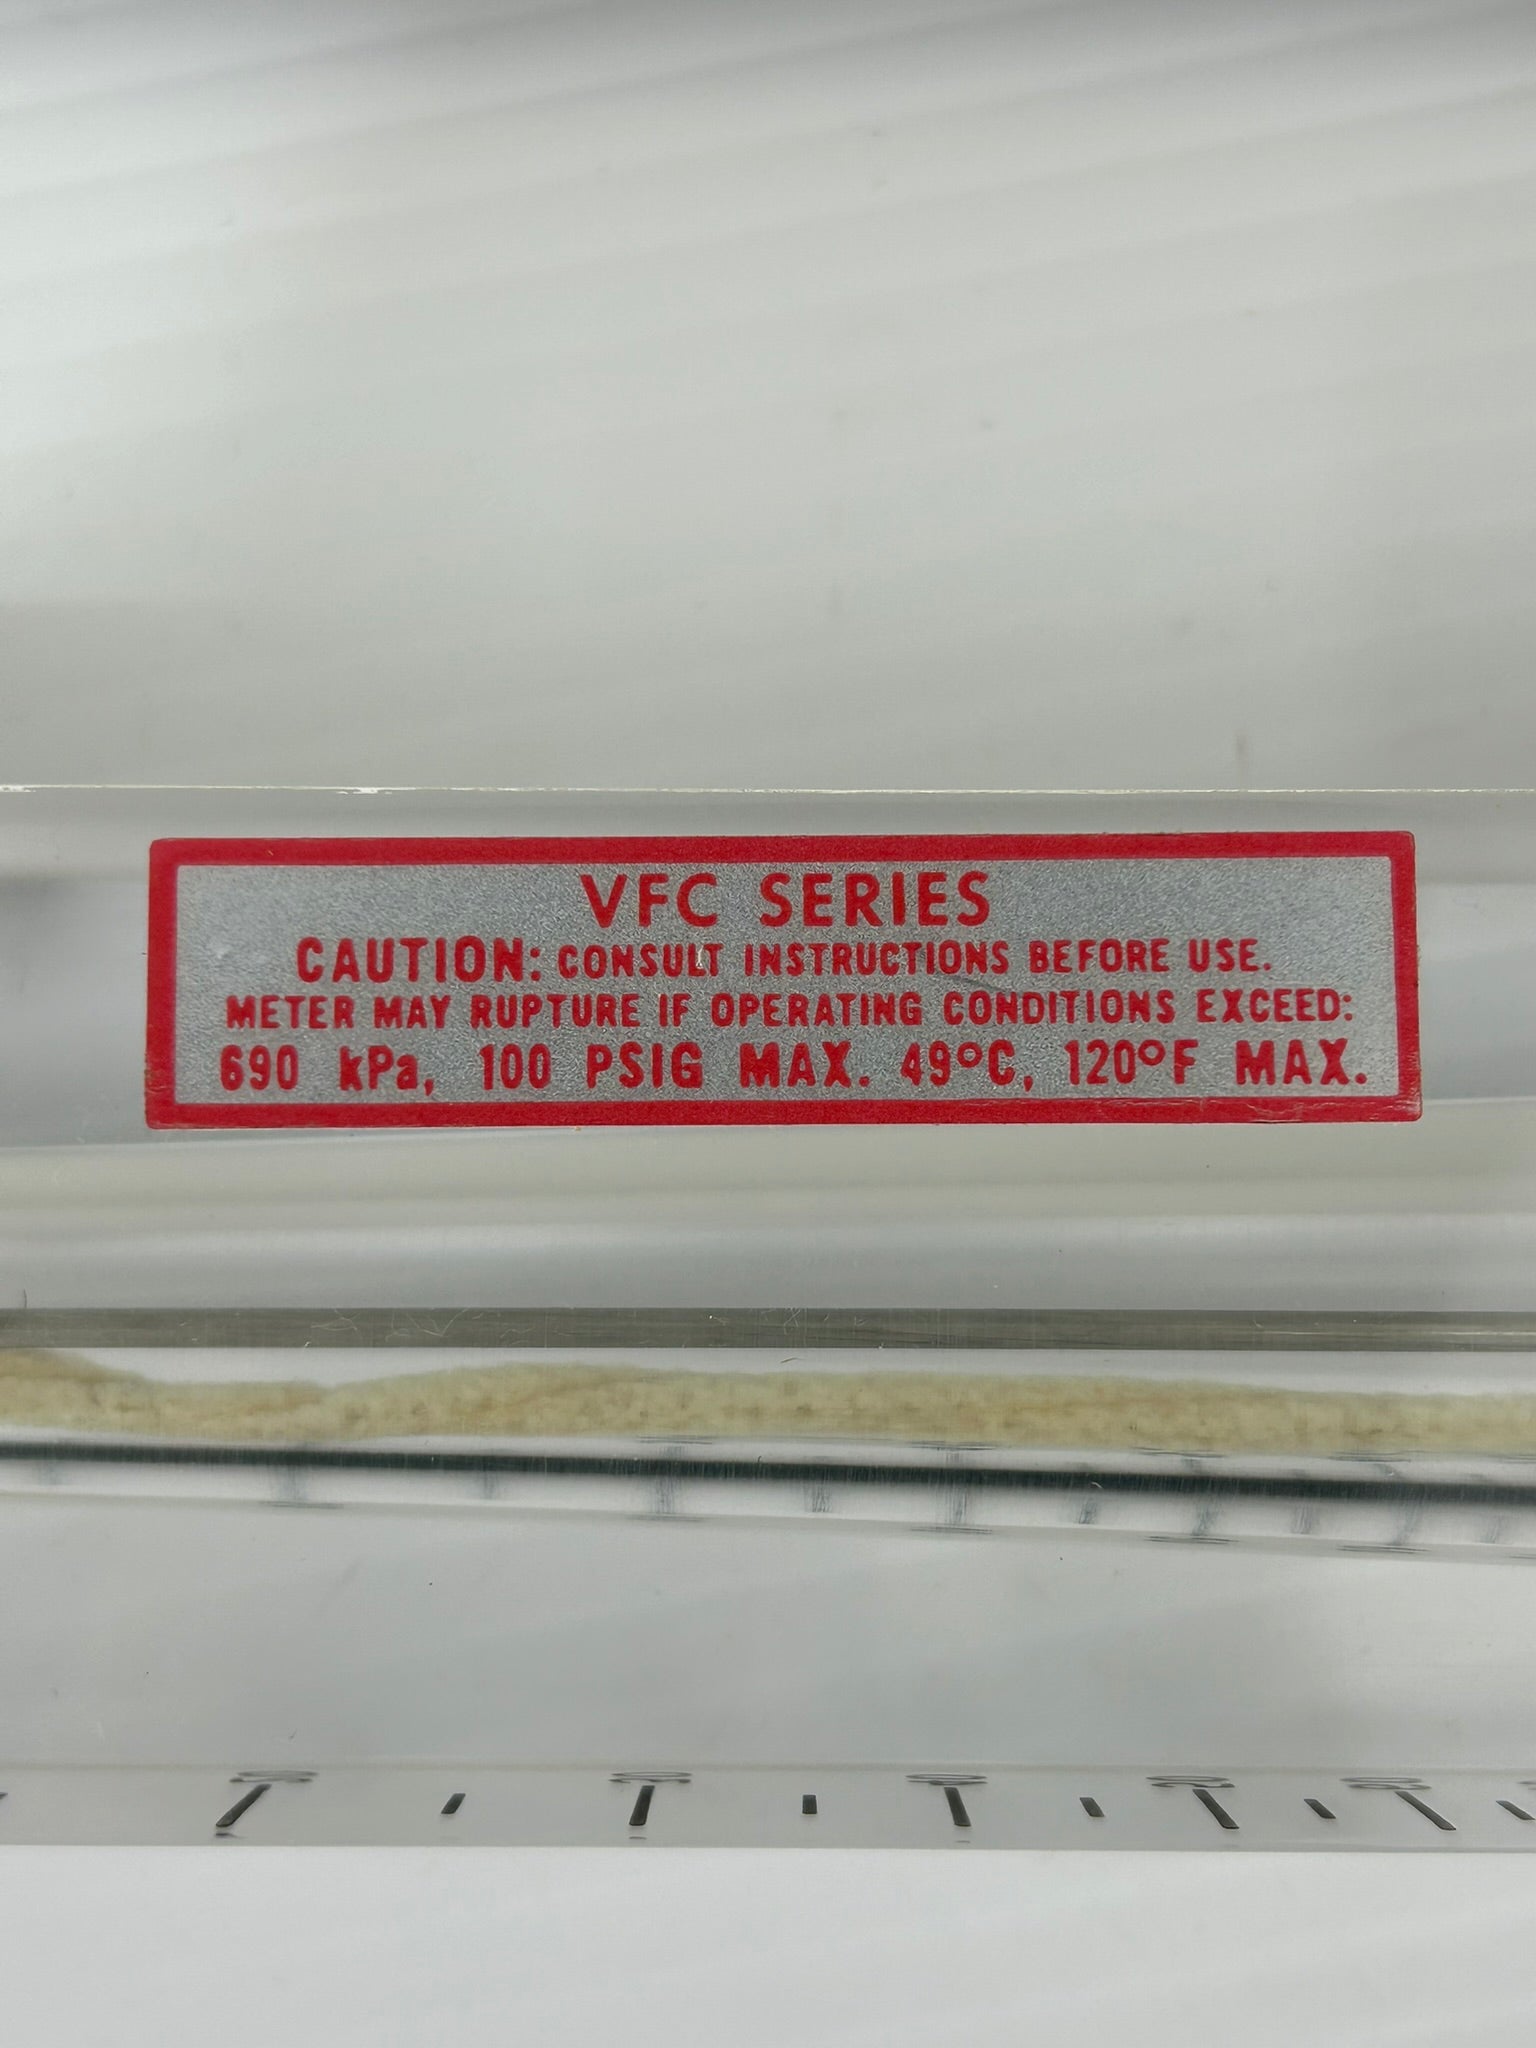 VFC SERIES
CAUTION: CONSULT INSTRUCTIONS BEFORE USE.
METER MAY RUPTURE IF OPERATING CONDITIONS EXCEED:
690 kPa, 100 PSIG MAX. 49°C, 120°F MAX.